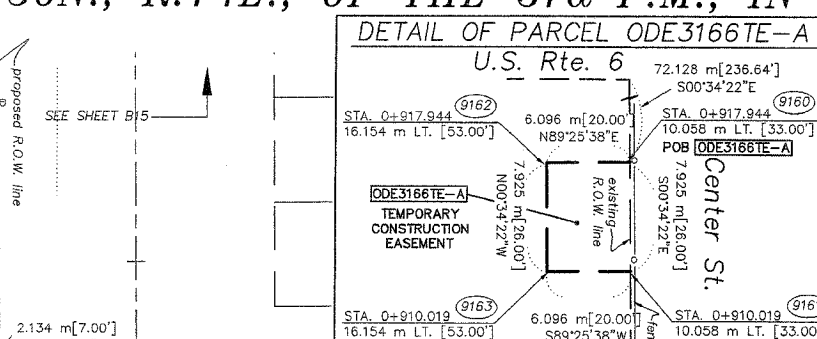 30N., R.74E., OF THE 3rd P.M., IN
DETAIL OF PARCEL ODE3166TE-A
U.S. Rte. 6
72.128 m[236.64']
S00°34'22"E
SEE SHEET B15
proposed R.O.W. line
STA. 0+917.944
9162
16.154 m LT. [53.00']
6.096 m[20.00']
N89°25'38"E
STA. 0+917.944
9160
10.058 m LT. [33.00']
POB ODE3166TE-A
ODE3166TE-A
TEMPORARY
CONSTRUCTION
EASEMENT
7.925 m[26.00']
N00°34'22"W
existing
R.O.W. line
7.925 m[26.00']
S00°34'22"E
Center St.
STA. 0+910.019
9163
16.154 m LT. [53.00']
6.096 m[20.00']
S89°25'38"W
STA. 0+910.019
916
10.058 m LT. [33.00
2.134 m[7.00']